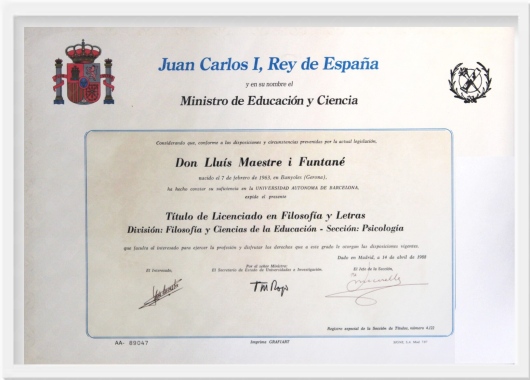 Juan Carlos I, Rey de España
y en su nombre el
Ministro de Educación y Ciencia
Considerando que, conforme a las disposiciones y circunstancias prevenidas por la actual legislación,
Don Lluís Maestre i Funtané
nacido el 7 de febrero de 1963, en Banyoles (Gerona),
ha hecho constar su suficiencia en la UNIVERSIDAD AUTONOMA DE BARCELONA,
expide el presente
Título de Licenciado en Filosofía y Letras
División: Filosofía y Ciencias de la Educación - Sección: Psicología
que faculta al interesado para ejercer la profesión y disfrutar los derechos que a este grado le otorgan las disposiciones vigentes.
Dado en Madrid, a 14 de abril de 1988
El interesado,
Por el señor Ministro:
El Secretario de Estado de Universidades e Investigación,
El Jefe de la Sección,
Registro especial de la Sección de Títulos, número
AA- 89047
Imprime GRAFIART